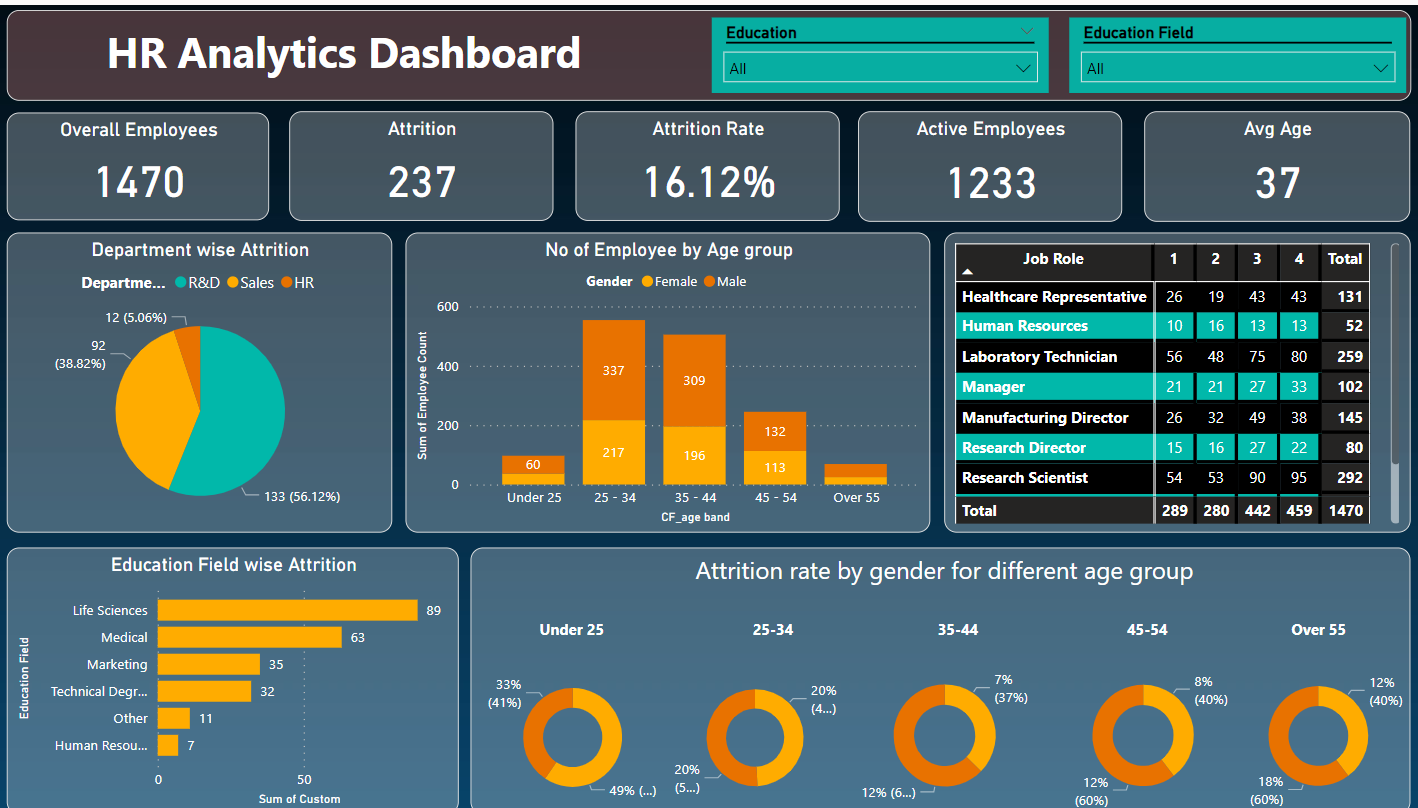 HR Analytics Dashboard
Education
All
Education Field
All
Overall Employees
1470
Attrition
237
Attrition Rate
16.12%
Active Employees
1233
Avg Age
37
Department wise Attrition
Departme... R&D Sales HR
12 (5.06%)
92
(38.82%)
133 (56.12%)
No of Employee by Age group
Gender Female Male
Sum of Employee Count
600
400
200
0
337
309
132
60
217
196
113
Under 25 25 - 34 35 - 44 45 - 54 Over 55
CF_age band
Job Role 1 2 3 4 Total
Healthcare Representative 26 19 43 43 131
Human Resources 10 16 13 13 52
Laboratory Technician 56 48 75 80 259
Manager 21 21 27 33 102
Manufacturing Director 26 32 49 38 145
Research Director 15 16 27 22 80
Research Scientist 54 53 90 95 292
Total 289 280 442 459 1470
Education Field wise Attrition
Education Field
Life Sciences 89
Medical 63
Marketing 35
Technical Degr... 32
Other 11
Human Resou... 7
0 50
Sum of Custom
Attrition rate by gender for different age group
Under 25
33%
(41%)
49% (...)
25-34
20%
(4...)
20%
(5...)
35-44
7%
(37%)
12% (6...)
45-54
8%
(40%)
12%
(60%)
Over 55
12%
(40%)
18%
(60%)